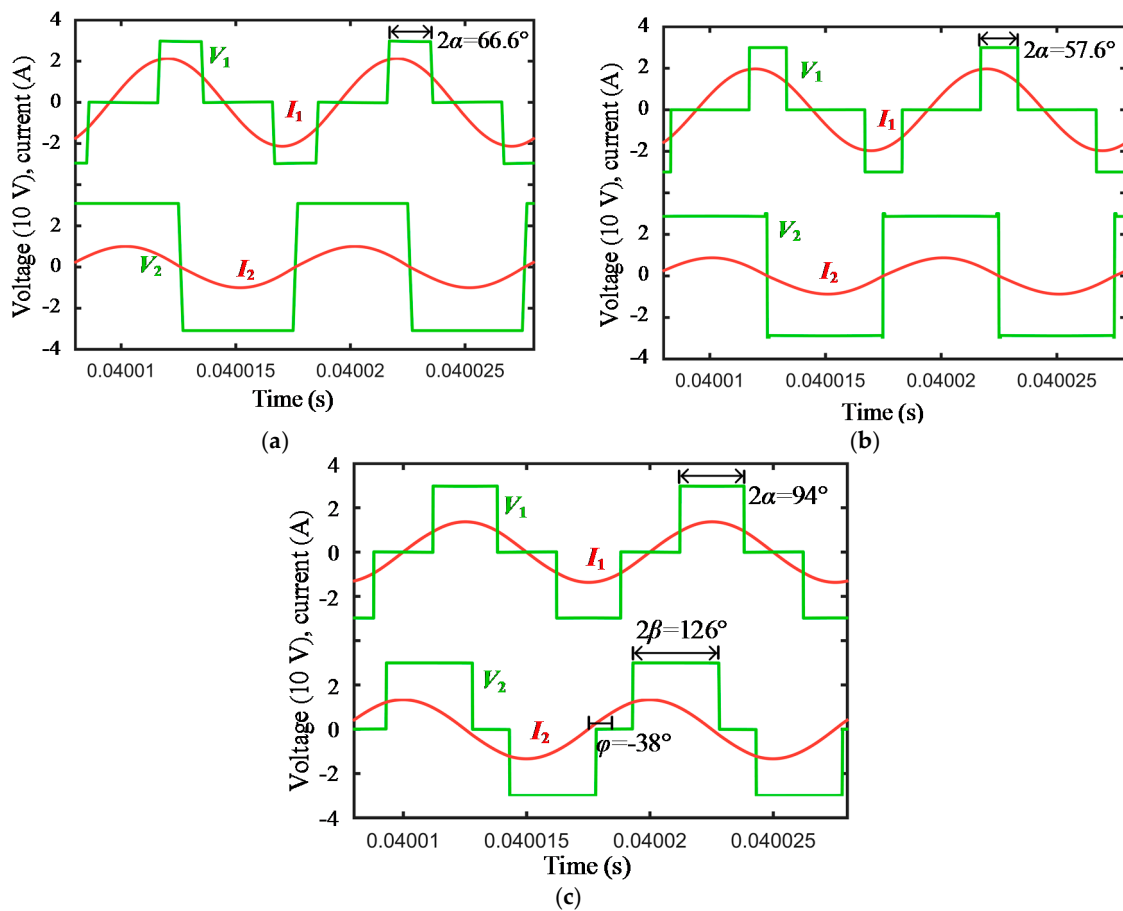 Voltage (10 V), current (A)
4
2
0
-2
2
0
-2
-4
V1
I1
V2
I2
2α=66.6°
0.04001
0.040015
0.04002
0.040025
Time (s)
(a)
Voltage (10 V), current (A)
4
2
0
-2
2
0
-2
-4
V1
I1
V2
I2
2α=57.6°
0.04001
0.040015
0.04002
0.040025
Time (s)
(b)
Voltage (10 V), current (A)
4
2
0
-2
2
0
-2
-4
V1
I1
2α=94°
V2
I2
2β=126°
φ=-38°
0.04001
0.040015
0.04002
0.040025
Time (s)
(c)